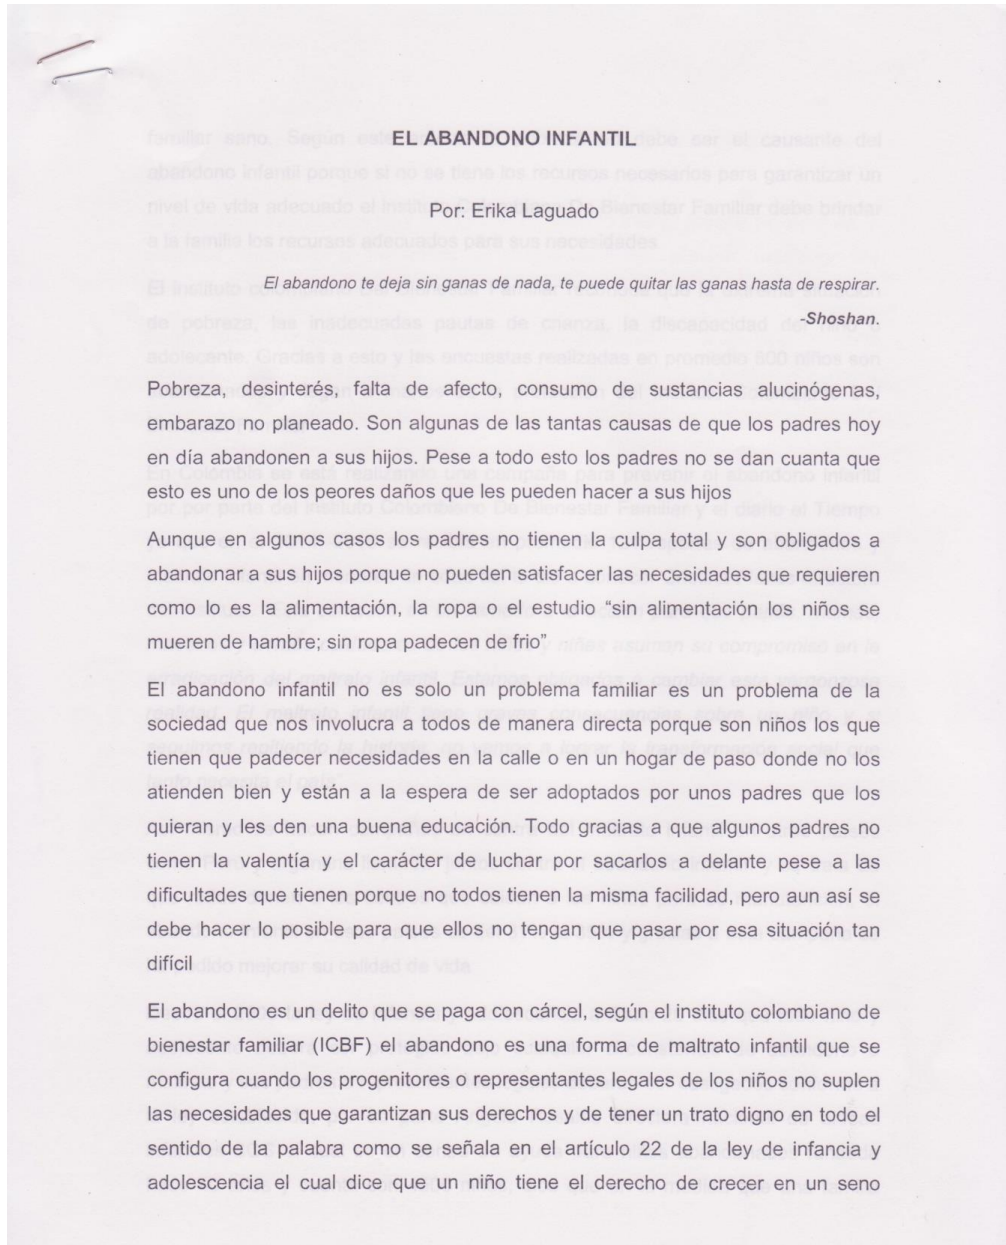 EL ABANDONO INFANTIL
Por: Erika Laguado
El abandono te deja sin ganas de nada, te puede quitar las ganas hasta de respirar.
-Shoshan.
Pobreza, desinterés, falta de afecto, consumo de sustancias alucinógenas,
embarazo no planeado. Son algunas de las tantas causas de que los padres hoy
en día abandonen a sus hijos. Pese a todo esto los padres no se dan cuanta que
esto es uno de los peores daños que les pueden hacer a sus hijos
Aunque en algunos casos los padres no tienen la culpa total y son obligados a
abandonar a sus hijos porque no pueden satisfacer las necesidades que requieren
como lo es la alimentación, la ropa o el estudio “sin alimentación los niños se
mueren de hambre; sin ropa padecen de frio”
El abandono infantil no es solo un problema familiar es un problema de la
sociedad que nos involucra a todos de manera directa porque son niños los que
tienen que padecer necesidades en la calle o en un hogar de paso donde no los
atienden bien y están a la espera de ser adoptados por unos padres que los
quieran y les den una buena educación. Todo gracias a que algunos padres no
tienen la valentía y el carácter de luchar por sacarlos a delante pese a las
dificultades que tienen porque no todos tienen la misma facilidad, pero aun así se
debe hacer lo posible para que ellos no tengan que pasar por esa situación tan
difícil
El abandono es un delito que se paga con cárcel, según el instituto colombiano de
bienestar familiar (ICBF) el abandono es una forma de maltrato infantil que se
configura cuando los progenitores o representantes legales de los niños no suplen
las necesidades que garantizan sus derechos y de tener un trato digno en todo el
sentido de la palabra como se señala en el artículo 22 de la ley de infancia y
adolescencia el cual dice que un niño tiene el derecho de crecer en un seno